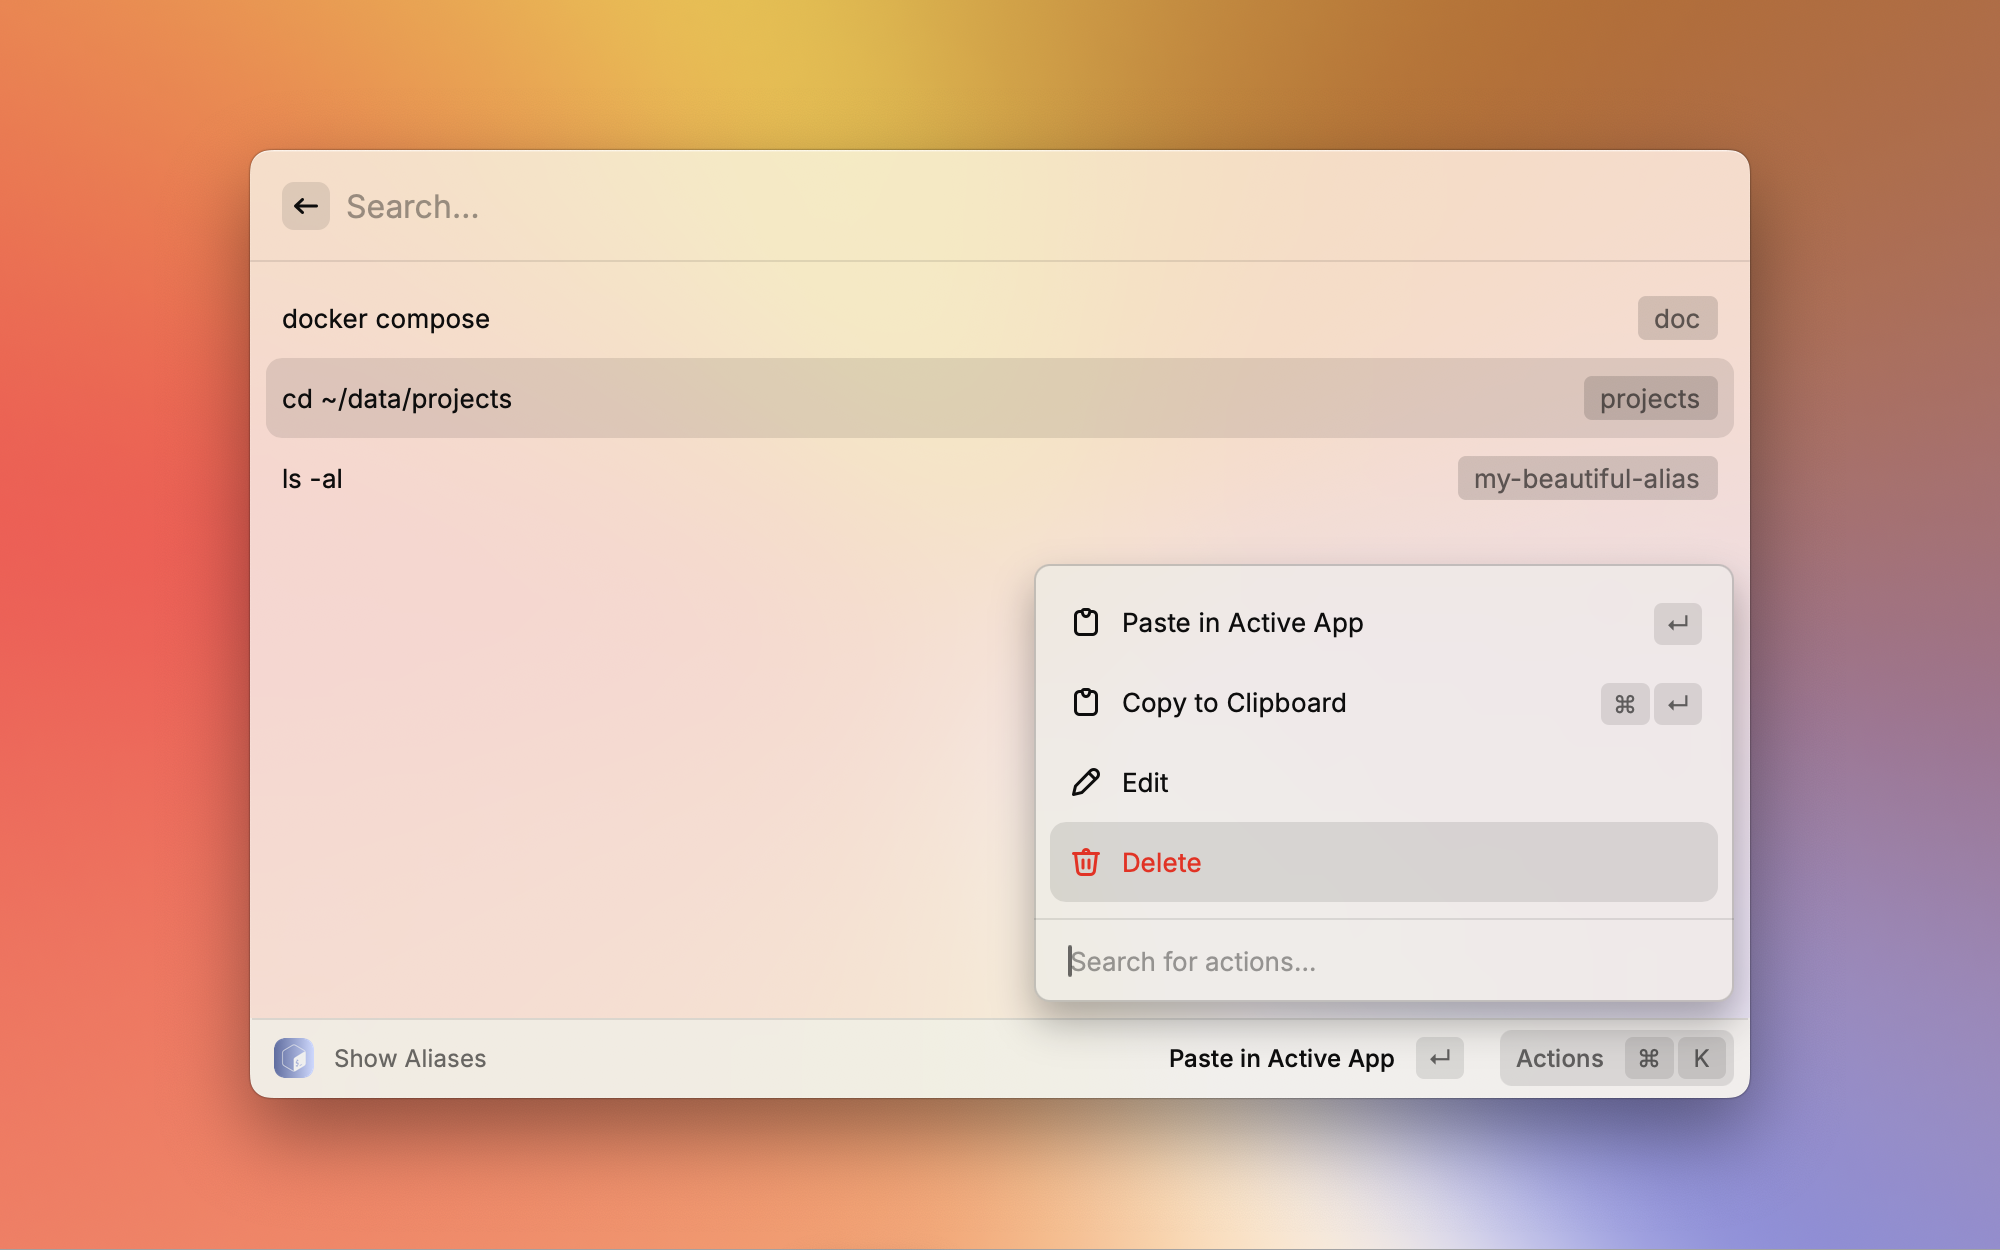 Search...
docker compose doc
cd ~/data/projects projects
ls -al my-beautiful-alias
Paste in Active App ↵
Copy to Clipboard ⌘ ↵
Edit
Delete
Search for actions...
Show Aliases Paste in Active App ↵ Actions ⌘ K